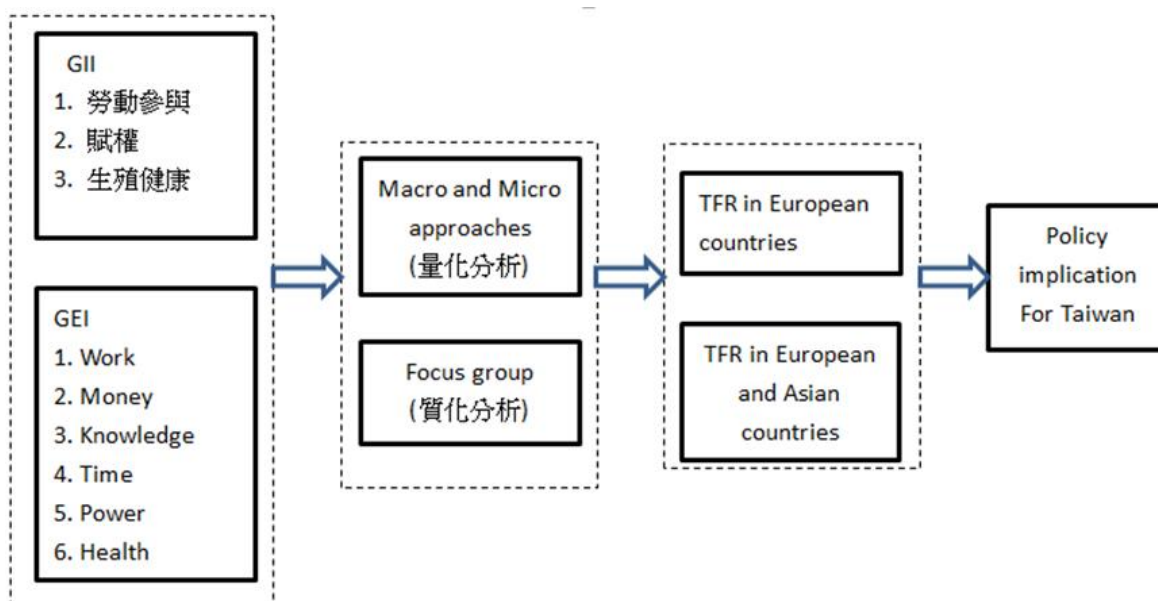 GII
1. 勞動參與
2. 賦權
3. 生殖健康
GEI
1. Work
2. Money
3. Knowledge
4. Time
5. Power
6. Health
Macro and Micro
approaches
(量化分析)
Focus group
(質化分析)
TFR in European
countries
TFR in European
and Asian
countries
Policy
implication
For Taiwan